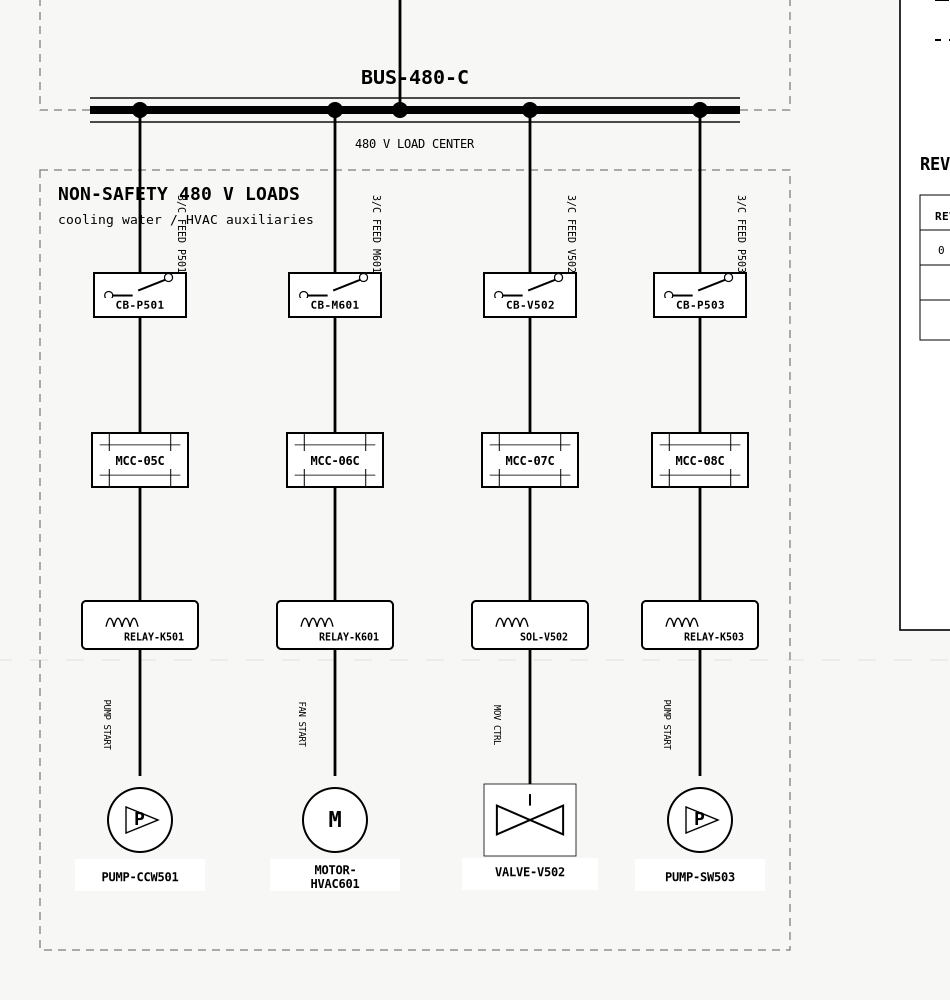 BUS-480-C
480 V LOAD CENTER
NON-SAFETY 480 V LOADS
cooling water / HVAC auxiliaries
3/C FEED P501
3/C FEED M601
3/C FEED V502
3/C FEED P503
CB-P501
CB-M601
CB-V502
CB-P503
MCC-05C
MCC-06C
MCC-07C
MCC-08C
RELAY-K501
RELAY-K601
SOL-V502
RELAY-K503
PUMP START
FAN START
MOV CTRL
PUMP START
P
M
P
PUMP-CCW501
MOTOR-
HVAC601
VALVE-V502
PUMP-SW503
REV
RE
0